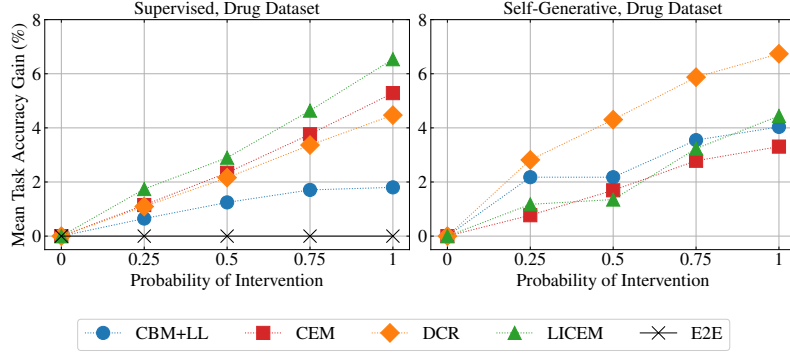 Supervised, Drug Dataset
Self-Generative, Drug Dataset
Mean Task Accuracy Gain (%)
8
6
4
2
0
0
0.25
0.5
0.75
1
Probability of Intervention
8
6
4
2
0
0
0.25
0.5
0.75
1
Probability of Intervention
CBM+LL
CEM
DCR
LICEM
E2E